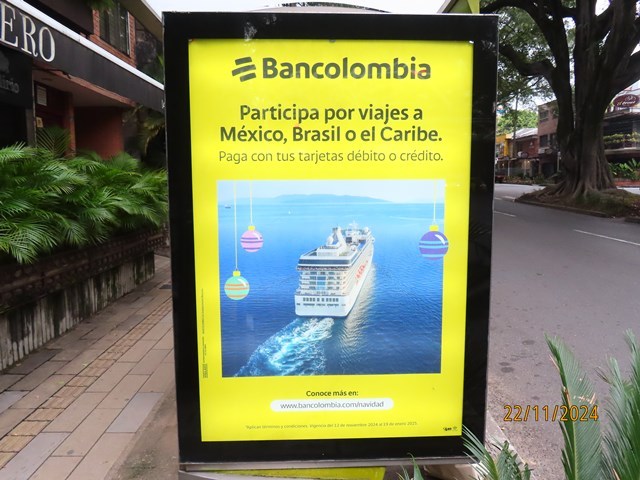 ERO
Bancolombia
Participa por viajes a
México, Brasil o el Caribe.
Paga con tus tarjetas débito o crédito.
Conoce más en:
www.bancolombia.com/navidad
22/11/2024